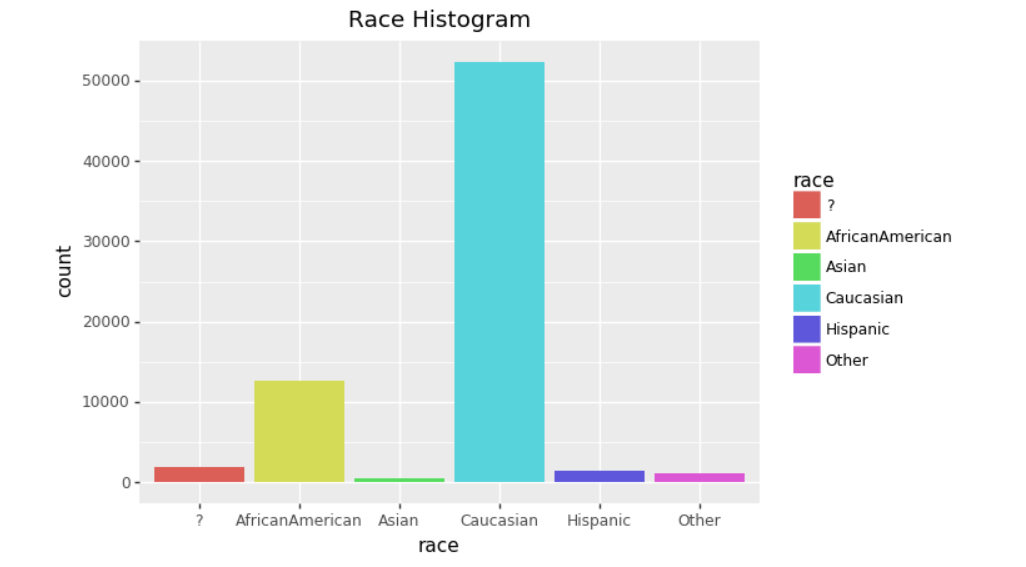 Race Histogram
50000
40000
30000
20000
10000
0
count
? AfricanAmerican Asian Caucasian Hispanic Other
race
race
?
AfricanAmerican
Asian
Caucasian
Hispanic
Other